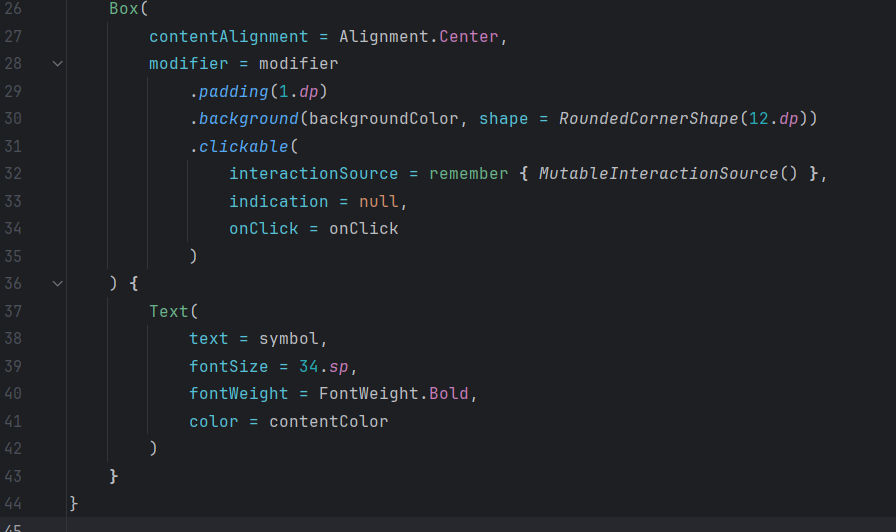 26 Box(
27 contentAlignment = Alignment.Center,
28 modifier = modifier
29 .padding(1.dp)
30 .background(backgroundColor, shape = RoundedCornerShape(12.dp))
31 .clickable(
32 interactionSource = remember { MutableInteractionSource() },
33 indication = null,
34 onClick = onClick
35 )
36 ) {
37 Text(
38 text = symbol,
39 fontSize = 34.sp,
40 fontWeight = FontWeight.Bold,
41 color = contentColor
42 )
43 }
44 }
45